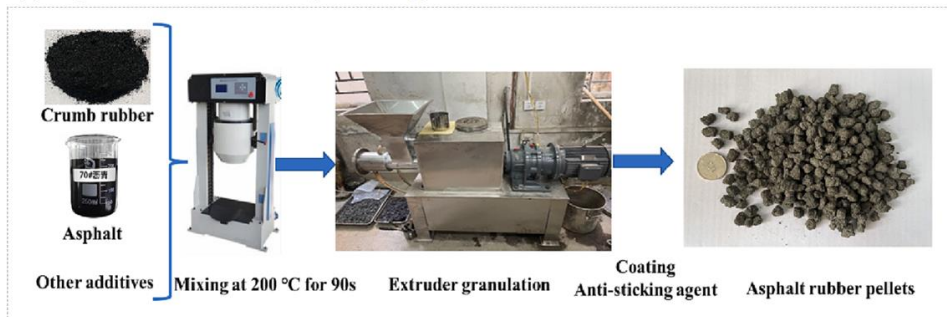 Crumb rubber
70#沥青
Asphalt
Other additives
Mixing at 200 °C for 90s
Extruder granulation
Coating
Anti-sticking agent
Asphalt rubber pellets